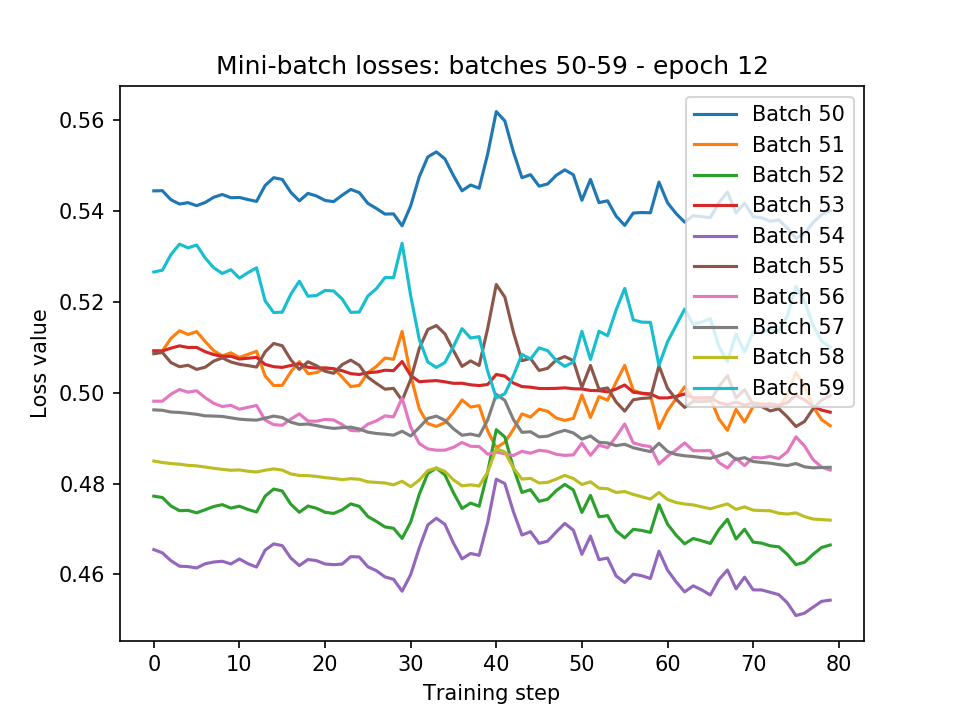 Mini-batch losses: batches 50-59 - epoch 12
Loss value
0.56
0.54
0.52
0.50
0.48
0.46
0
10
20
30
40
50
60
70
80
Training step
Batch 50
Batch 51
Batch 52
Batch 53
Batch 54
Batch 55
Batch 56
Batch 57
Batch 58
Batch 59